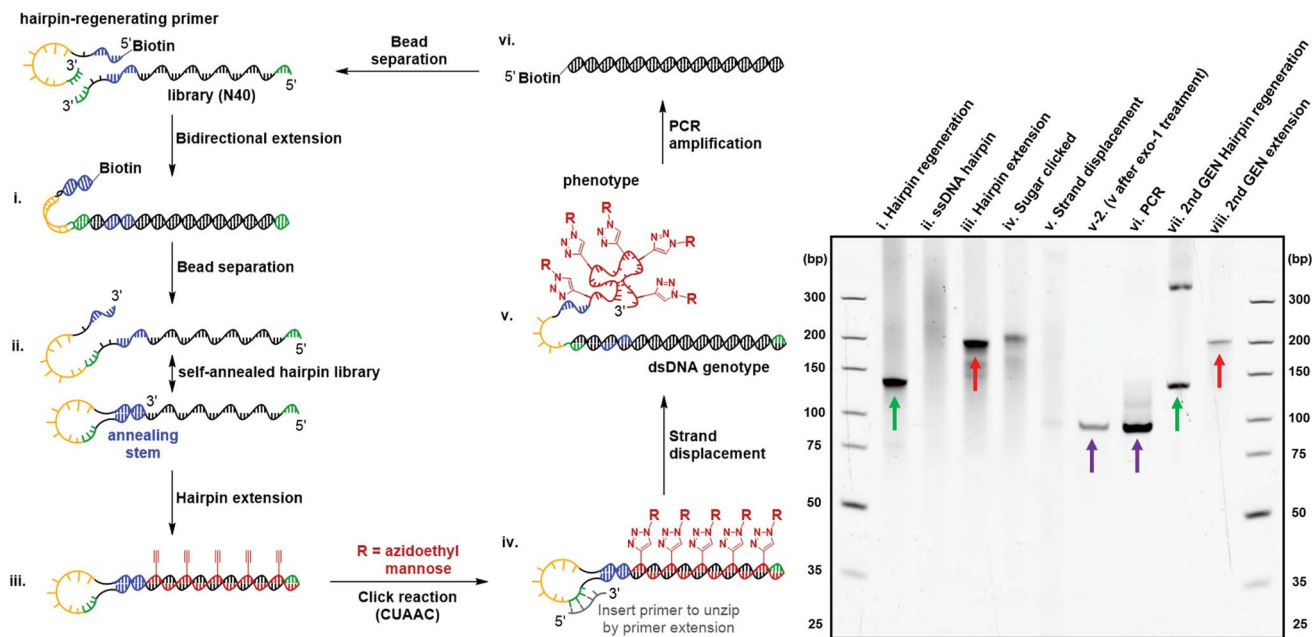 hairpin-regenerating primer
5'
Biotin
3'
3'
library (N40)
5'
Bidirectional extension
i.
Biotin
Bead separation
ii.
3'
5'
self-annealed hairpin library
3'
5'
annealing
stem
Hairpin extension
iii.
R = azidoethyl
mannose
Click reaction
(CUAAC)
iv.
R R R R R
N N N N N
3'
5'
Insert primer to unzip
by primer extension
Strand
displacement
v.
phenotype
R R R R R
3'
dsDNA genotype
PCR
amplification
vi.
5' Biotin
Bead
separation
i. Hairpin regeneration
ii. ssDNA hairpin
iii. Hairpin extension
iv. Sugar clicked
v. Strand displacement
v-2. (v after exo-1 treatment)
vi. PCR
vii. 2nd GEN Hairpin regeneration
viii. 2nd GEN extension
(bp)
300
200
150
100
75
50
35
25
(bp)
300
200
150
100
75
50
35
25